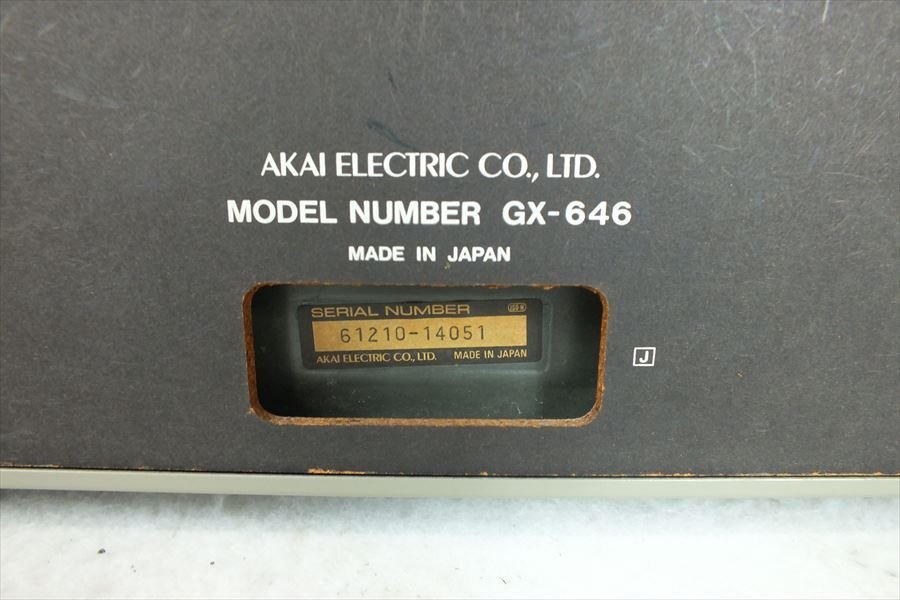 AKAI ELECTRIC CO., LTD.
MODEL NUMBER GX-646
MADE IN JAPAN
SERIAL NUMBER
61210-14051
AKAI ELECTRIC CO., LTD. MADE IN JAPAN
J